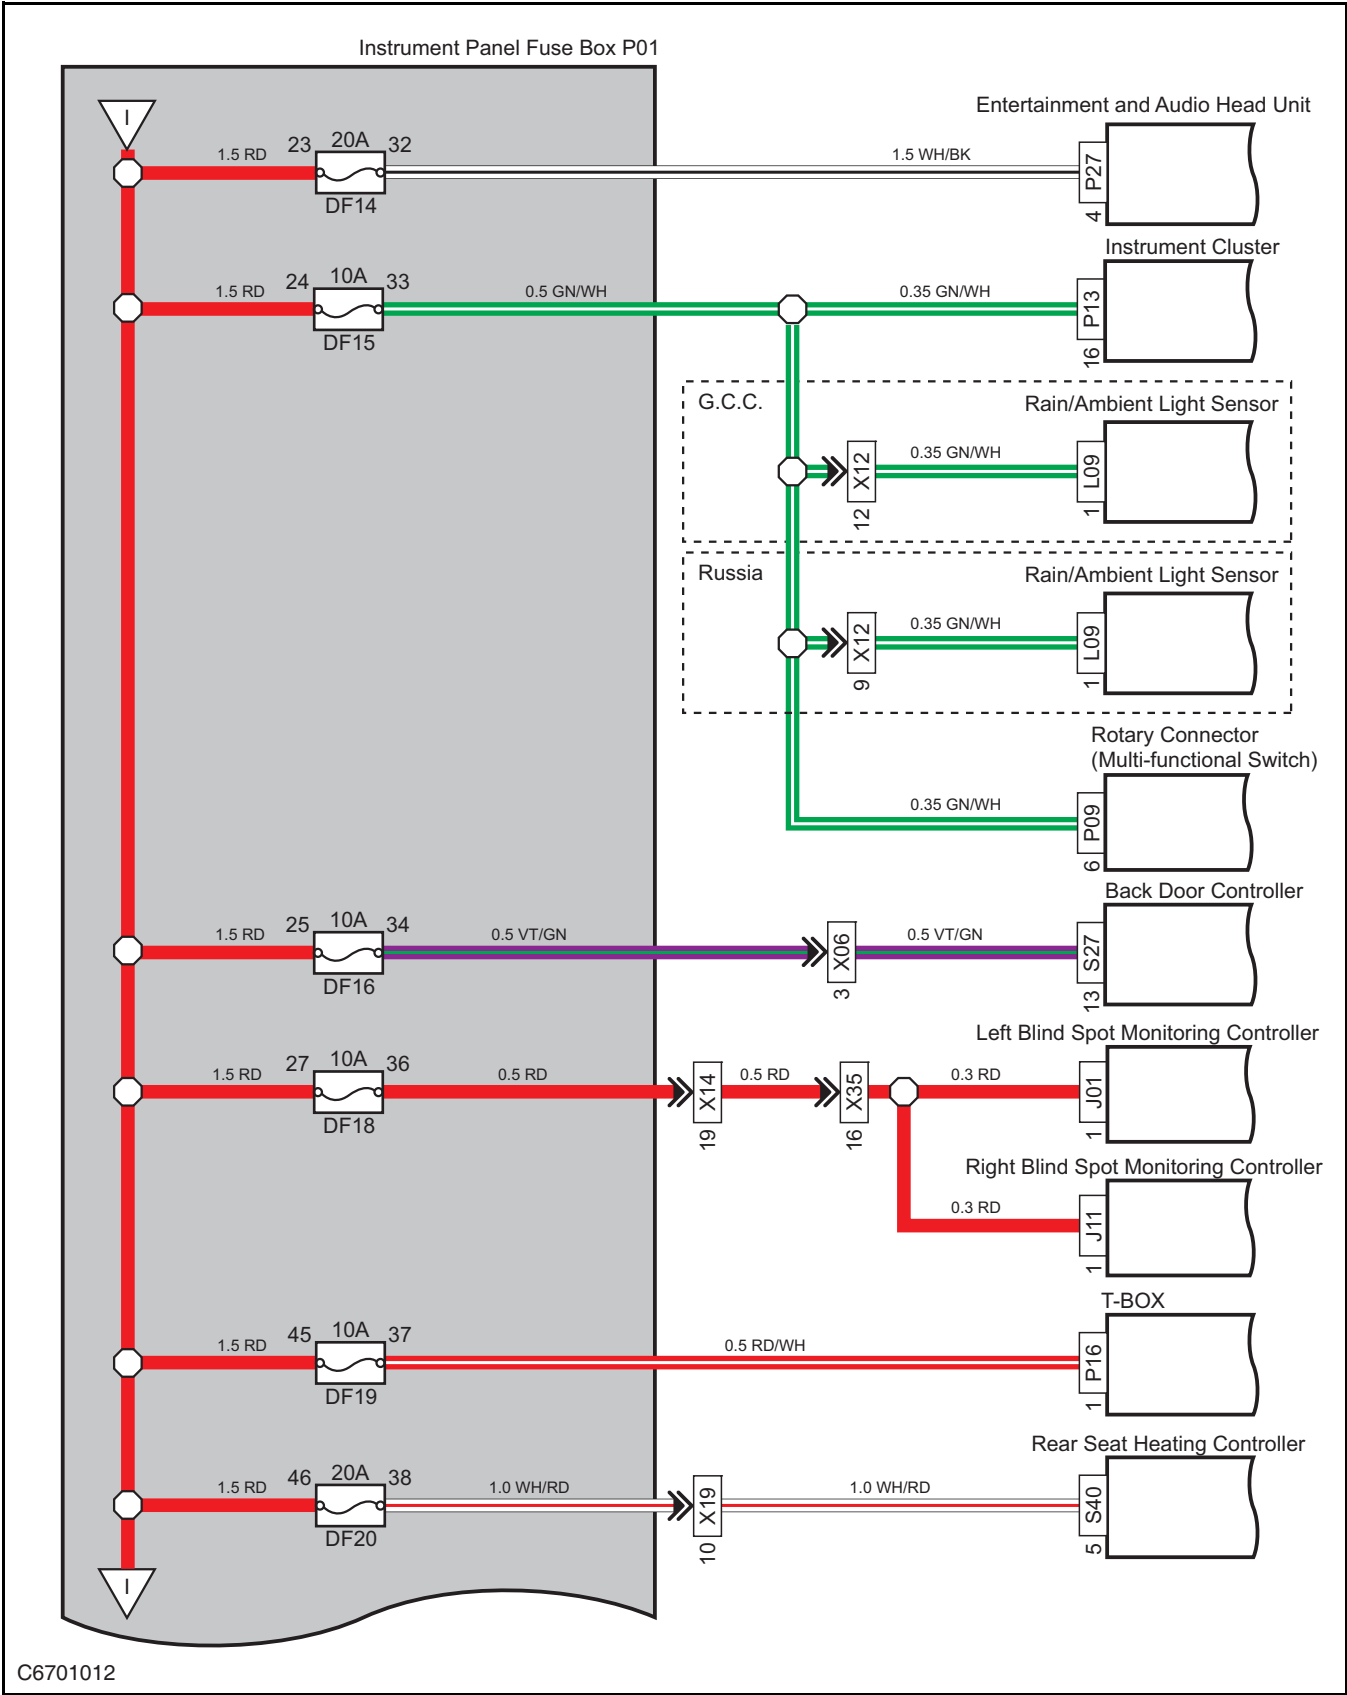 Instrument Panel Fuse Box P01
I
Entertainment and Audio Head Unit
1.5 RD
23
20A
32
DF14
1.5 WH/BK
P27
4
Instrument Cluster
1.5 RD
24
10A
33
DF15
0.5 GN/WH
0.35 GN/WH
P13
16
G.C.C.
Rain/Ambient Light Sensor
X12
12
0.35 GN/WH
L09
1
Russia
Rain/Ambient Light Sensor
X12
9
0.35 GN/WH
L09
1
Rotary Connector
(Multi-functional Switch)
0.35 GN/WH
P09
6
Back Door Controller
1.5 RD
25
10A
34
DF16
0.5 VT/GN
X06
3
0.5 VT/GN
S27
13
Left Blind Spot Monitoring Controller
1.5 RD
27
10A
36
DF18
0.5 RD
X14
19
0.5 RD
X35
16
0.3 RD
J01
1
Right Blind Spot Monitoring Controller
0.3 RD
J11
1
T-BOX
1.5 RD
45
10A
37
DF19
0.5 RD/WH
P16
1
Rear Seat Heating Controller
1.5 RD
46
20A
38
DF20
1.0 WH/RD
X19
10
1.0 WH/RD
S40
5
I
C6701012